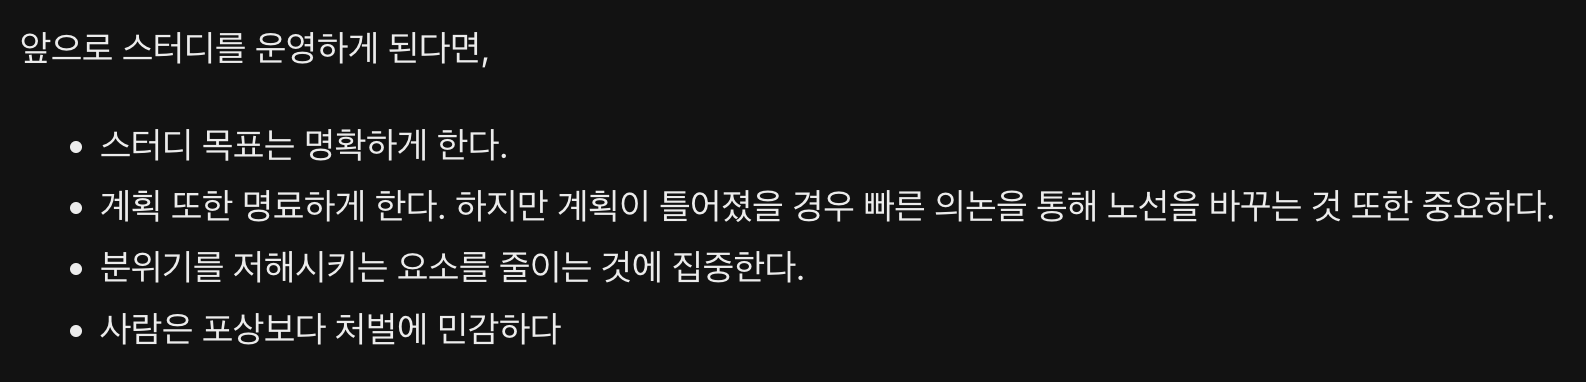 앞으로 스터디를 운영하게 된다면,
• 스터디 목표는 명확하게 한다.
• 계획 또한 명료하게 한다. 하지만 계획이 틀어졌을 경우 빠른 의논을 통해 노선을 바꾸는 것 또한 중요하다.
• 분위기를 저해시키는 요소를 줄이는 것에 집중한다.
• 사람은 포상보다 처벌에 민감하다